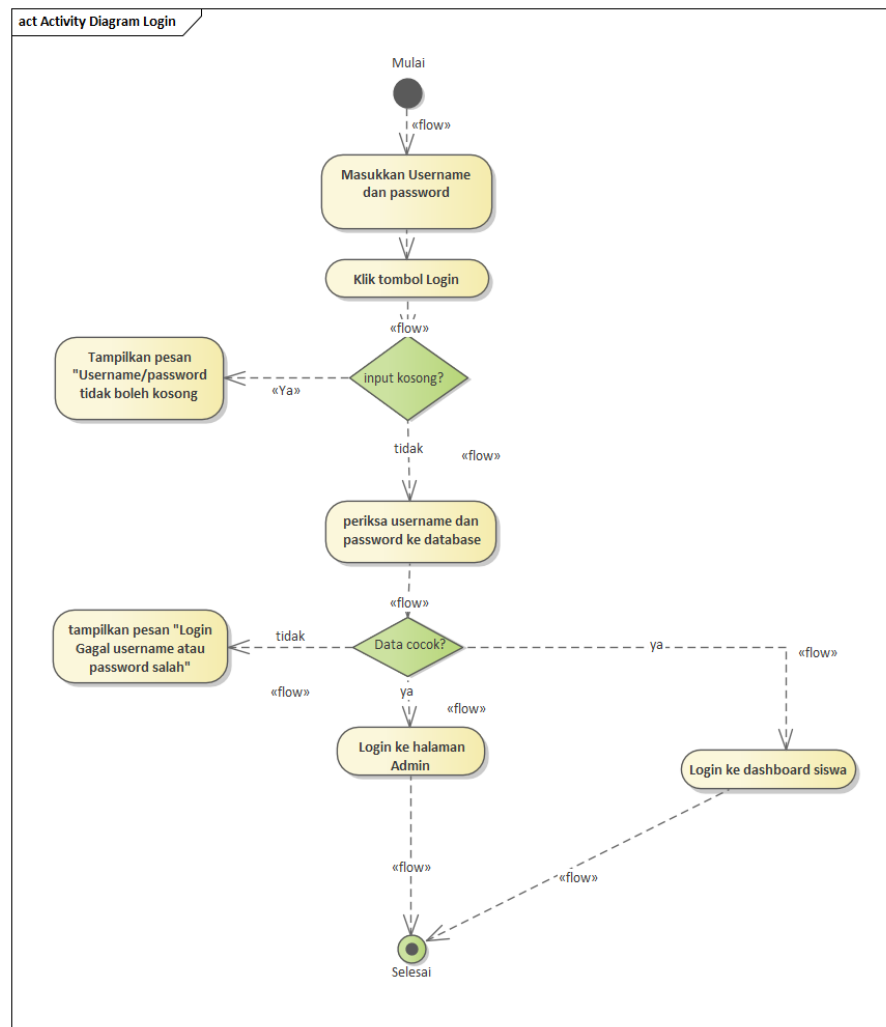 act Activity Diagram Login
Mulai
«flow»
Masukkan Username
dan password
Klik tombol Login
«flow»
Tampilkan pesan
"Username/password
tidak boleh kosong
input kosong?
«Ya»
tidak
«flow»
periksa username dan
password ke database
«flow»
tampilkan pesan "Login
Gagal username atau
password salah"
tidak
Data cocok?
ya
«flow»
«flow»
ya
«flow»
Login ke halaman
Admin
Login ke dashboard siswa
«flow»
«flow»
Selesai